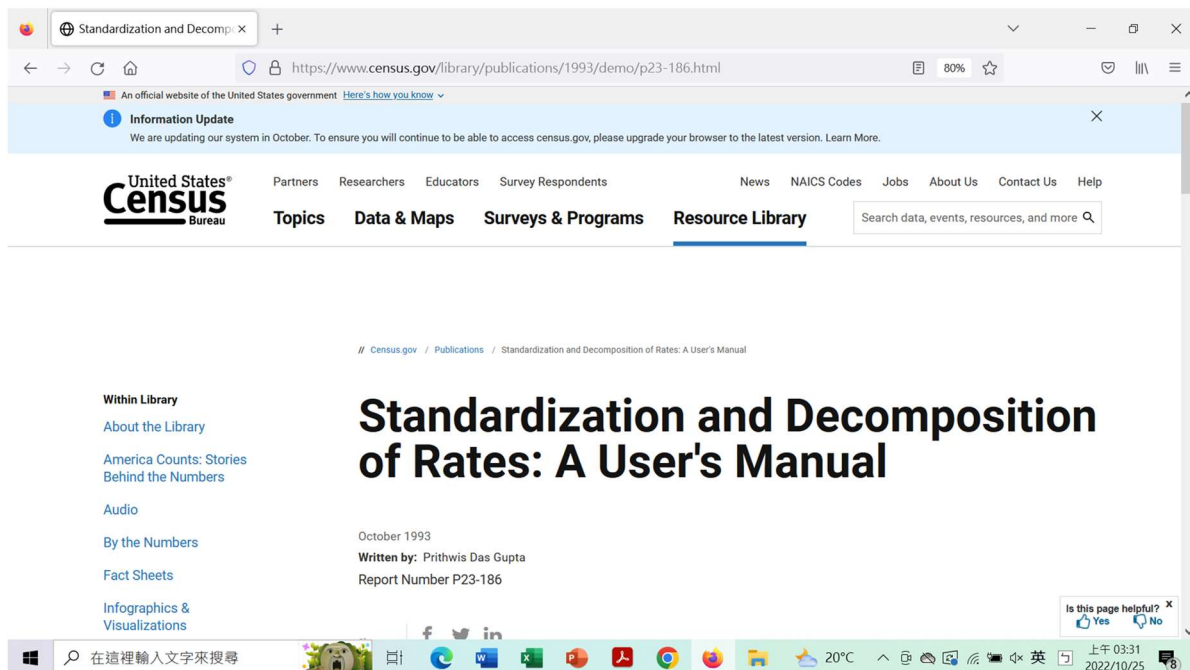 Standardization and Decompo
https://www.census.gov/library/publications/1993/demo/p23-186.html
80%
An official website of the United States government Here's how you know
Information Update
We are updating our system in October. To ensure you will continue to be able to access census.gov, please upgrade your browser to the latest version. Learn More.
United States®
Census
Bureau
Partners Researchers Educators Survey Respondents
News NAICS Codes Jobs About Us Contact Us Help
Topics Data & Maps Surveys & Programs Resource Library
Search data, events, resources, and more
// Census.gov / Publications / Standardization and Decomposition of Rates: A User's Manual
Within Library
About the Library
America Counts: Stories
Behind the Numbers
Audio
By the Numbers
Fact Sheets
Infographics &
Visualizations
Standardization and Decomposition
of Rates: A User's Manual
October 1993
Written by: Prithwis Das Gupta
Report Number P23-186
Is this page helpful? X
Yes No
在這裡輸入文字來搜尋
20°C
英
上午 03:31
2022/10/25
8